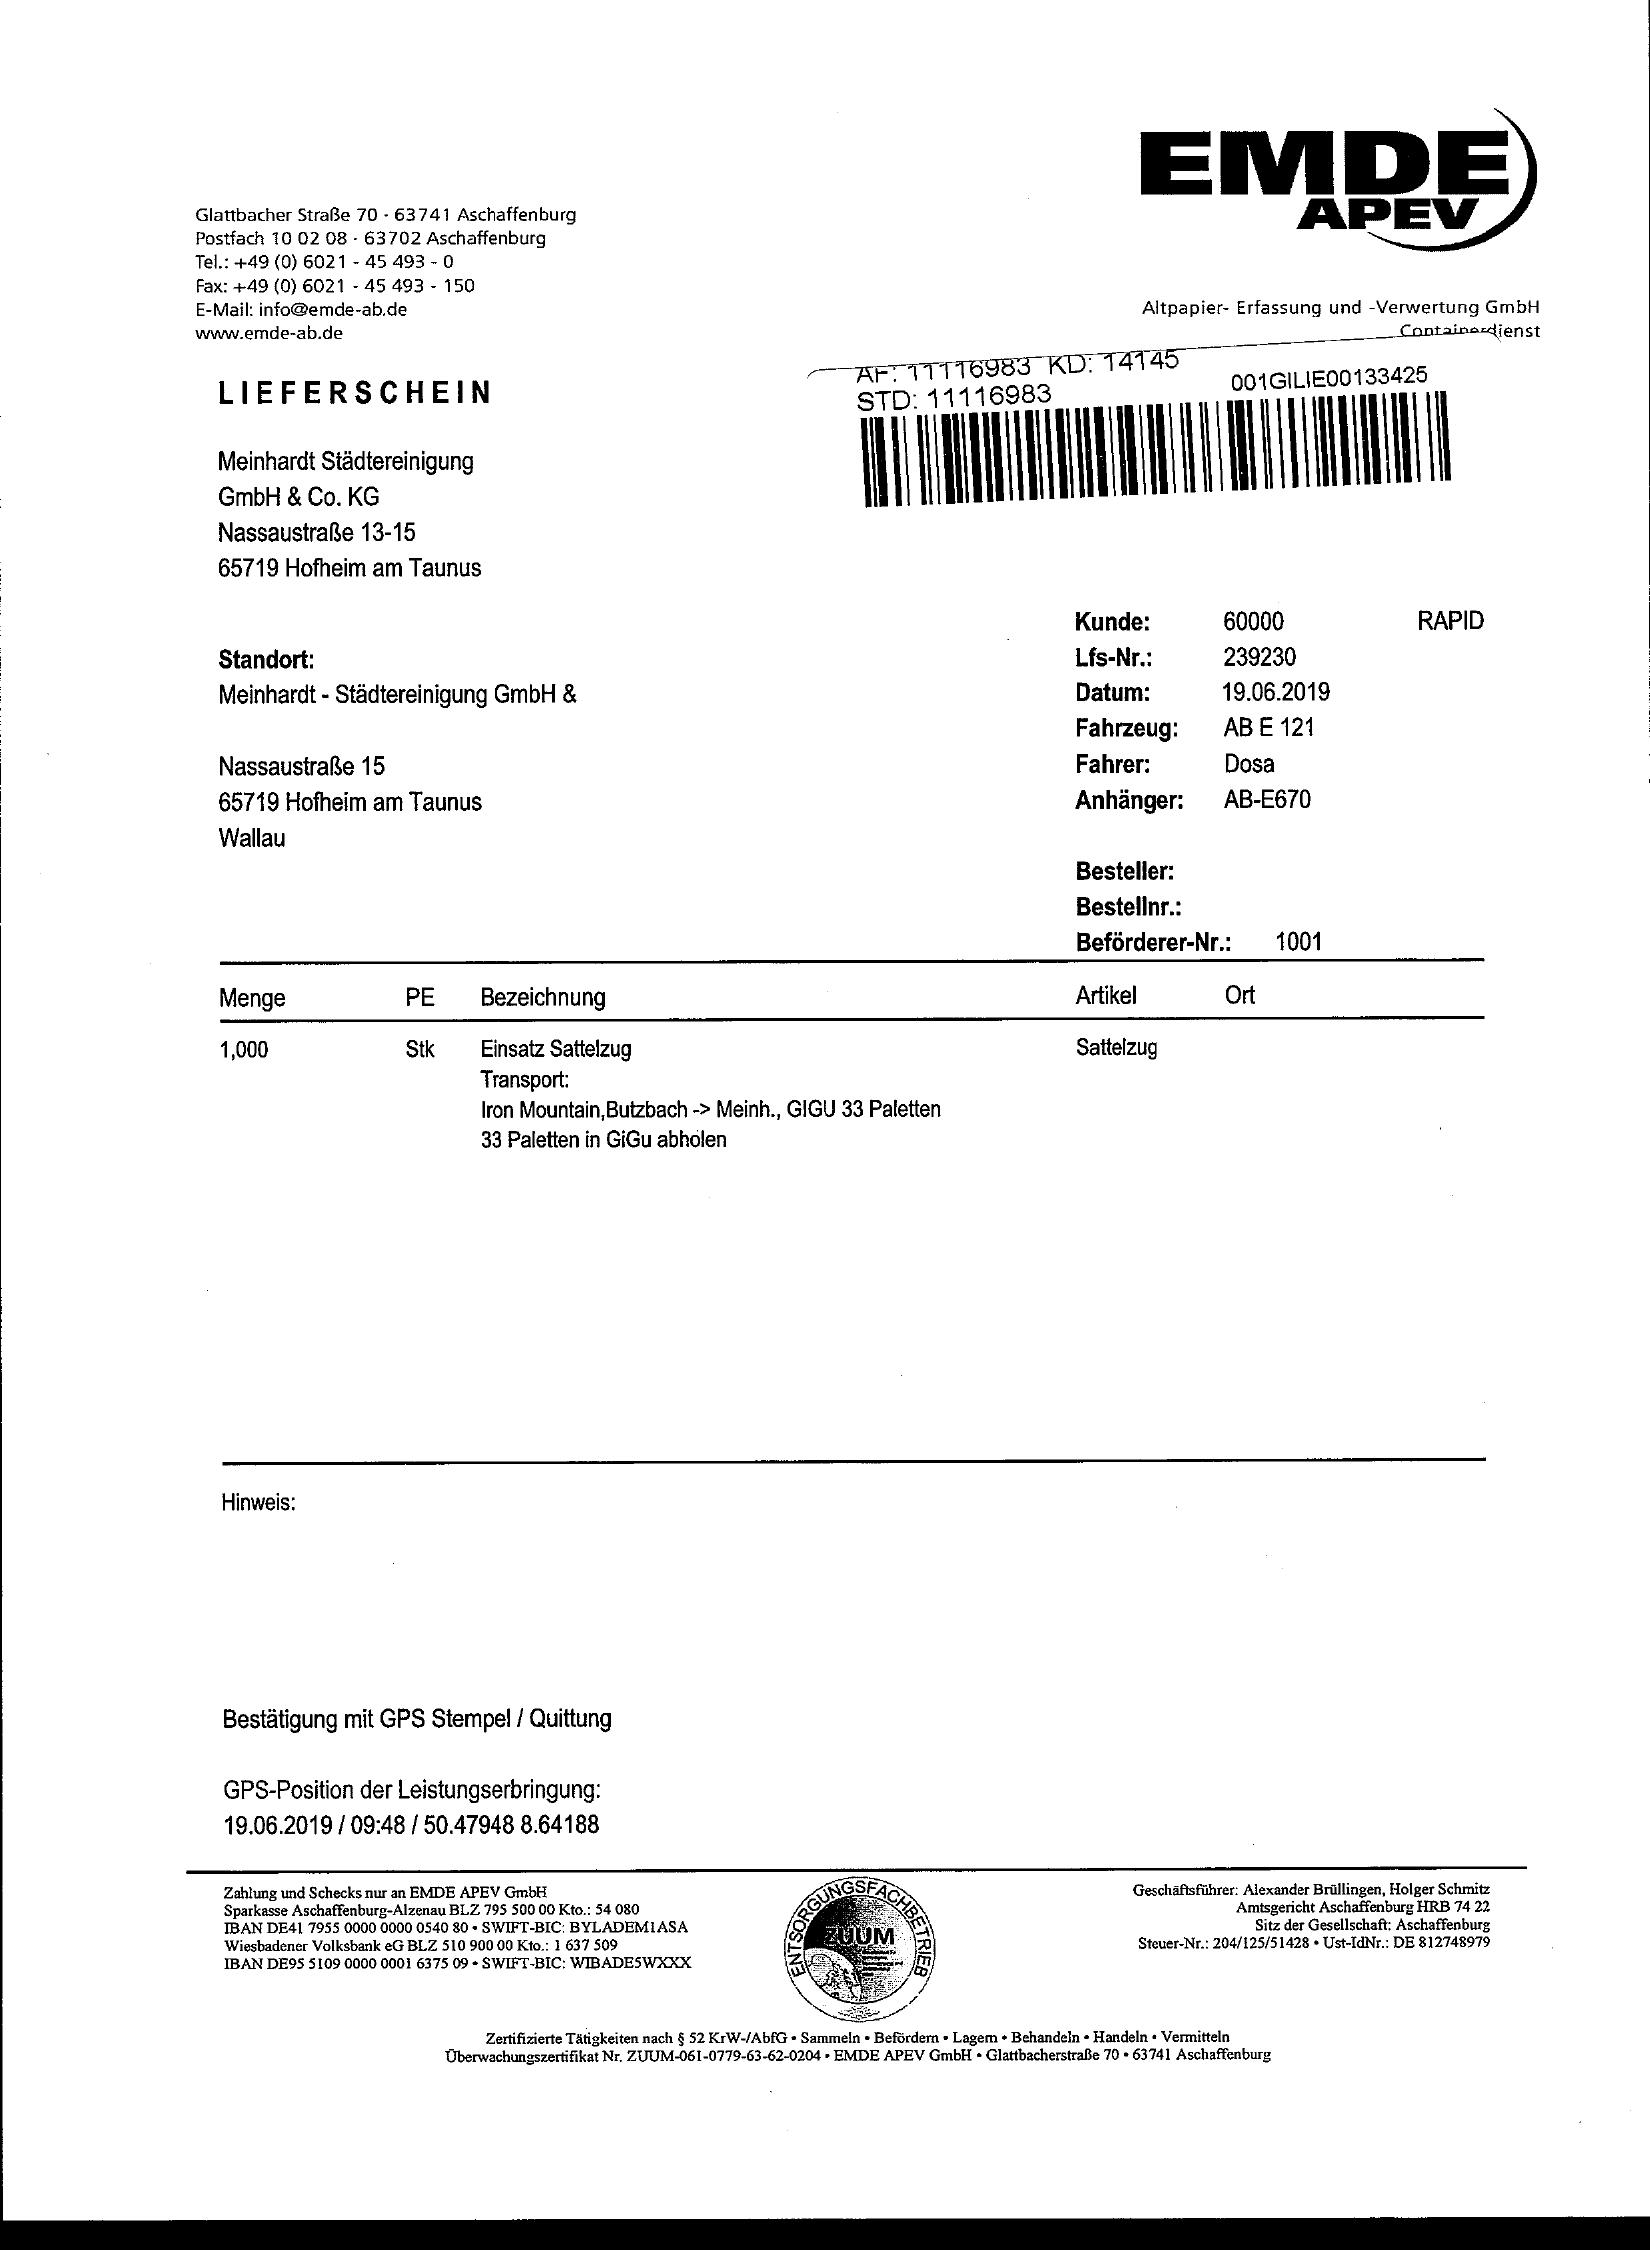 EMDE
APEV
Glattbacher Straße 70 - 63741 Aschaffenburg
Postfach 10 02 08 - 63702 Aschaffenburg
Tel.: +49 (0) 6021 - 45 493 - 0
Fax: +49 (0) 6021 - 45 493 - 150
E-Mail: info@emde-ab.de
www.emde-ab.de
Altpapier- Erfassung und -Verwertung GmbH
Containerdienst
LIEFERSCHEIN
AF: 11116983 KD: 14145
STD: 11116983
001GILIE00133425
Meinhardt Städtereinigung
GmbH & Co. KG
Nassaustraße 13-15
65719 Hofheim am Taunus
Standort:
Meinhardt - Städtereinigung GmbH &
Nassaustraße 15
65719 Hofheim am Taunus
Wallau
Kunde: 60000 RAPID
Lfs-Nr.: 239230
Datum: 19.06.2019
Fahrzeug: AB E 121
Fahrer: Dosa
Anhänger: AB-E670
Besteller:
Bestellnr.:
Beförderer-Nr.: 1001
Menge PE Bezeichnung Artikel Ort
1,000 Stk Einsatz Sattelzug Sattelzug
Transport:
Iron Mountain,Butzbach -> Meinh., GIGU 33 Paletten
33 Paletten in GiGu abholen
Hinweis:
Bestätigung mit GPS Stempel / Quittung
GPS-Position der Leistungserbringung:
19.06.2019 / 09:48 / 50.47948 8.64188
Zahlung und Schecks nur an EMDE APEV GmbH
Sparkasse Aschaffenburg-Alzenau BLZ 795 500 00 Kto.: 54 080
IBAN DE41 7955 0000 0000 0540 80 • SWIFT-BIC: BYLADEM1ASA
Wiesbadener Volksbank eG BLZ 510 900 00 Kto.: 1 637 509
IBAN DE95 5109 0000 0001 6375 09 • SWIFT-BIC: WIBADE5WXXX
ENTSORGUNGSFACHBETRIEB
ZUUM
Geschäftsführer: Alexander Brüllingen, Holger Schmitz
Amtsgericht Aschaffenburg HRB 74 22
Sitz der Gesellschaft: Aschaffenburg
Steuer-Nr.: 204/125/51428 • Ust-IdNr.: DE 812748979
Zertifizierte Tätigkeiten nach § 52 KrW-/AbfG • Sammeln • Befördern • Lagern • Behandeln • Handeln • Vermitteln
Überwachungszertifikat Nr. ZUUM-061-0779-63-62-0204 • EMDE APEV GmbH • Glattbacherstraße 70 • 63741 Aschaffenburg